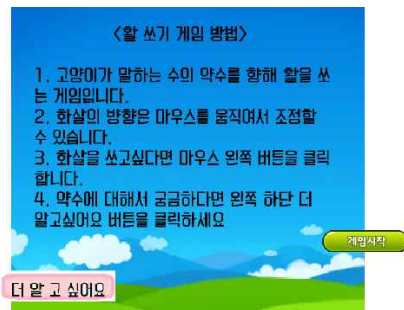 <활 쏘기 게임 방법>
1. 고양이가 말하는 수의 약수를 향해 활을 쏘
는 게임입니다.
2. 화살의 방향은 마우스를 움직여서 조정할
수 있습니다.
3. 화살을 쏘고싶다면 마우스 왼쪽 버튼을 클릭
합니다.
4. 약수에 대해서 궁금하다면 왼쪽 하단 더
알고싶어요 버튼을 클릭하세요
게임시작
더 알 고 싶어요